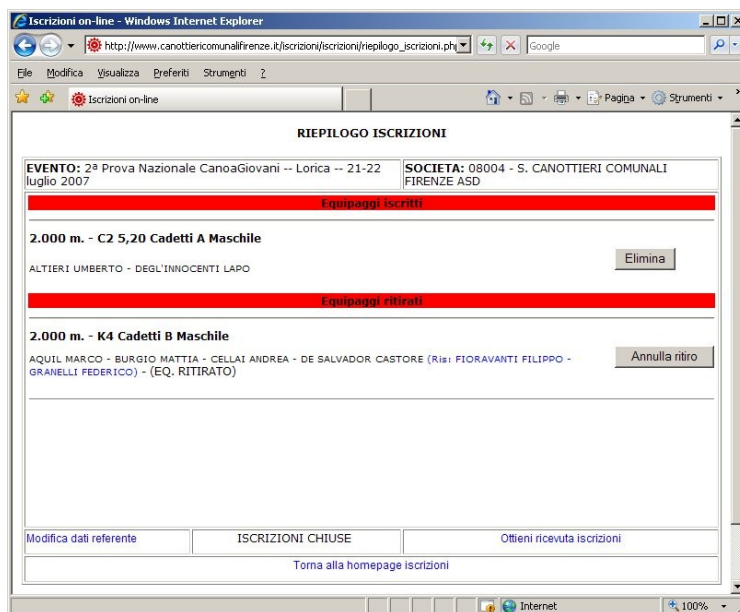 Iscrizioni on-line - Windows Internet Explorer
http://www.canottiericomunalifirenze.it/iscrizioni/iscrizioni/riepilogo_iscrizioni.ph
Google
File Modifica Visualizza Preferiti Strumenti ?
Iscrizioni on-line
Pagina
Strumenti
RIEPILOGO ISCRIZIONI
EVENTO: 2ª Prova Nazionale CanoaGiovani -- Lorica -- 21-22
luglio 2007
SOCIETA: 08004 - S. CANOTTIERI COMUNALI
FIRENZE ASD
Equipaggi iscritti
2.000 m. - C2 5,20 Cadetti A Maschile
ALTIERI UMBERTO - DEGL'INNOCENTI LAPO
Elimina
Equipaggi ritirati
2.000 m. - K4 Cadetti B Maschile
AQUIL MARCO - BURGIO MATTIA - CELLAI ANDREA - DE SALVADOR CASTORE (Ris: FIORAVANTI FILIPPO -
GRANELLI FEDERICO) - (EQ. RITIRATO)
Annulla ritiro
Modifica dati referente
ISCRIZIONI CHIUSE
Ottieni ricevuta iscrizioni
Torna alla homepage iscrizioni
Internet
100%